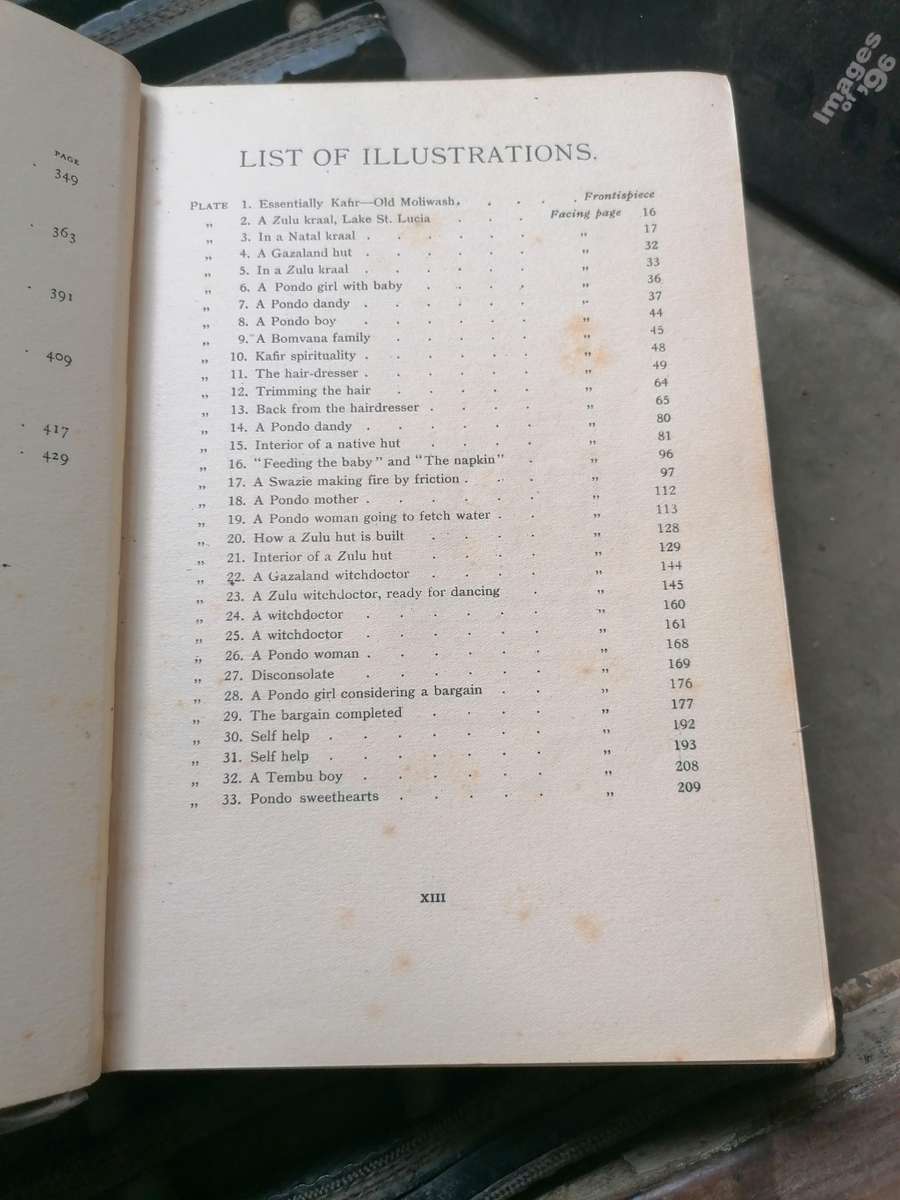 PAGE
349
363
391
409
417
429
LIST OF ILLUSTRATIONS.
PLATE 1. Essentially Kafir—Old Moliwash. . . . . Frontispiece
„ 2. A Zulu kraal, Lake St. Lucia . . . Facing page 16
„ 3. In a Natal kraal . . . . . . „ 17
„ 4. A Gazaland hut . . . . . . „ 32
„ 5. In a Zulu kraal . . . . . . „ 33
„ 6. A Pondo girl with baby . . . . „ 36
„ 7. A Pondo dandy . . . . . . „ 37
„ 8. A Pondo boy . . . . . . „ 44
„ 9. A Bomvana family . . . . . „ 45
„ 10. Kafir spirituality . . . . . . „ 48
„ 11. The hair-dresser . . . . . . „ 49
„ 12. Trimming the hair . . . . . „ 64
„ 13. Back from the hairdresser . . . . „ 65
„ 14. A Pondo dandy . . . . . . „ 80
„ 15. Interior of a native hut . . . . „ 81
„ 16. "Feeding the baby" and "The napkin" . „ 96
„ 17. A Swazie making fire by friction . . . „ 97
„ 18. A Pondo mother . . . . . . „ 112
„ 19. A Pondo woman going to fetch water . . „ 113
„ 20. How a Zulu hut is built . . . . „ 128
„ 21. Interior of a Zulu hut . . . . „ 129
„ 22. A Gazaland witchdoctor . . . . „ 144
„ 23. A Zulu witchdoctor, ready for dancing . „ 145
„ 24. A witchdoctor . . . . . . „ 160
„ 25. A witchdoctor . . . . . . „ 161
„ 26. A Pondo woman . . . . . . „ 168
„ 27. Disconsolate . . . . . . „ 169
„ 28. A Pondo girl considering a bargain . . „ 176
„ 29. The bargain completed . . . . „ 177
„ 30. Self help . . . . . . . „ 192
„ 31. Self help . . . . . . . „ 193
„ 32. A Tembu boy . . . . . . „ 208
„ 33. Pondo sweethearts . . . . . „ 209
XIII
Images
of '96